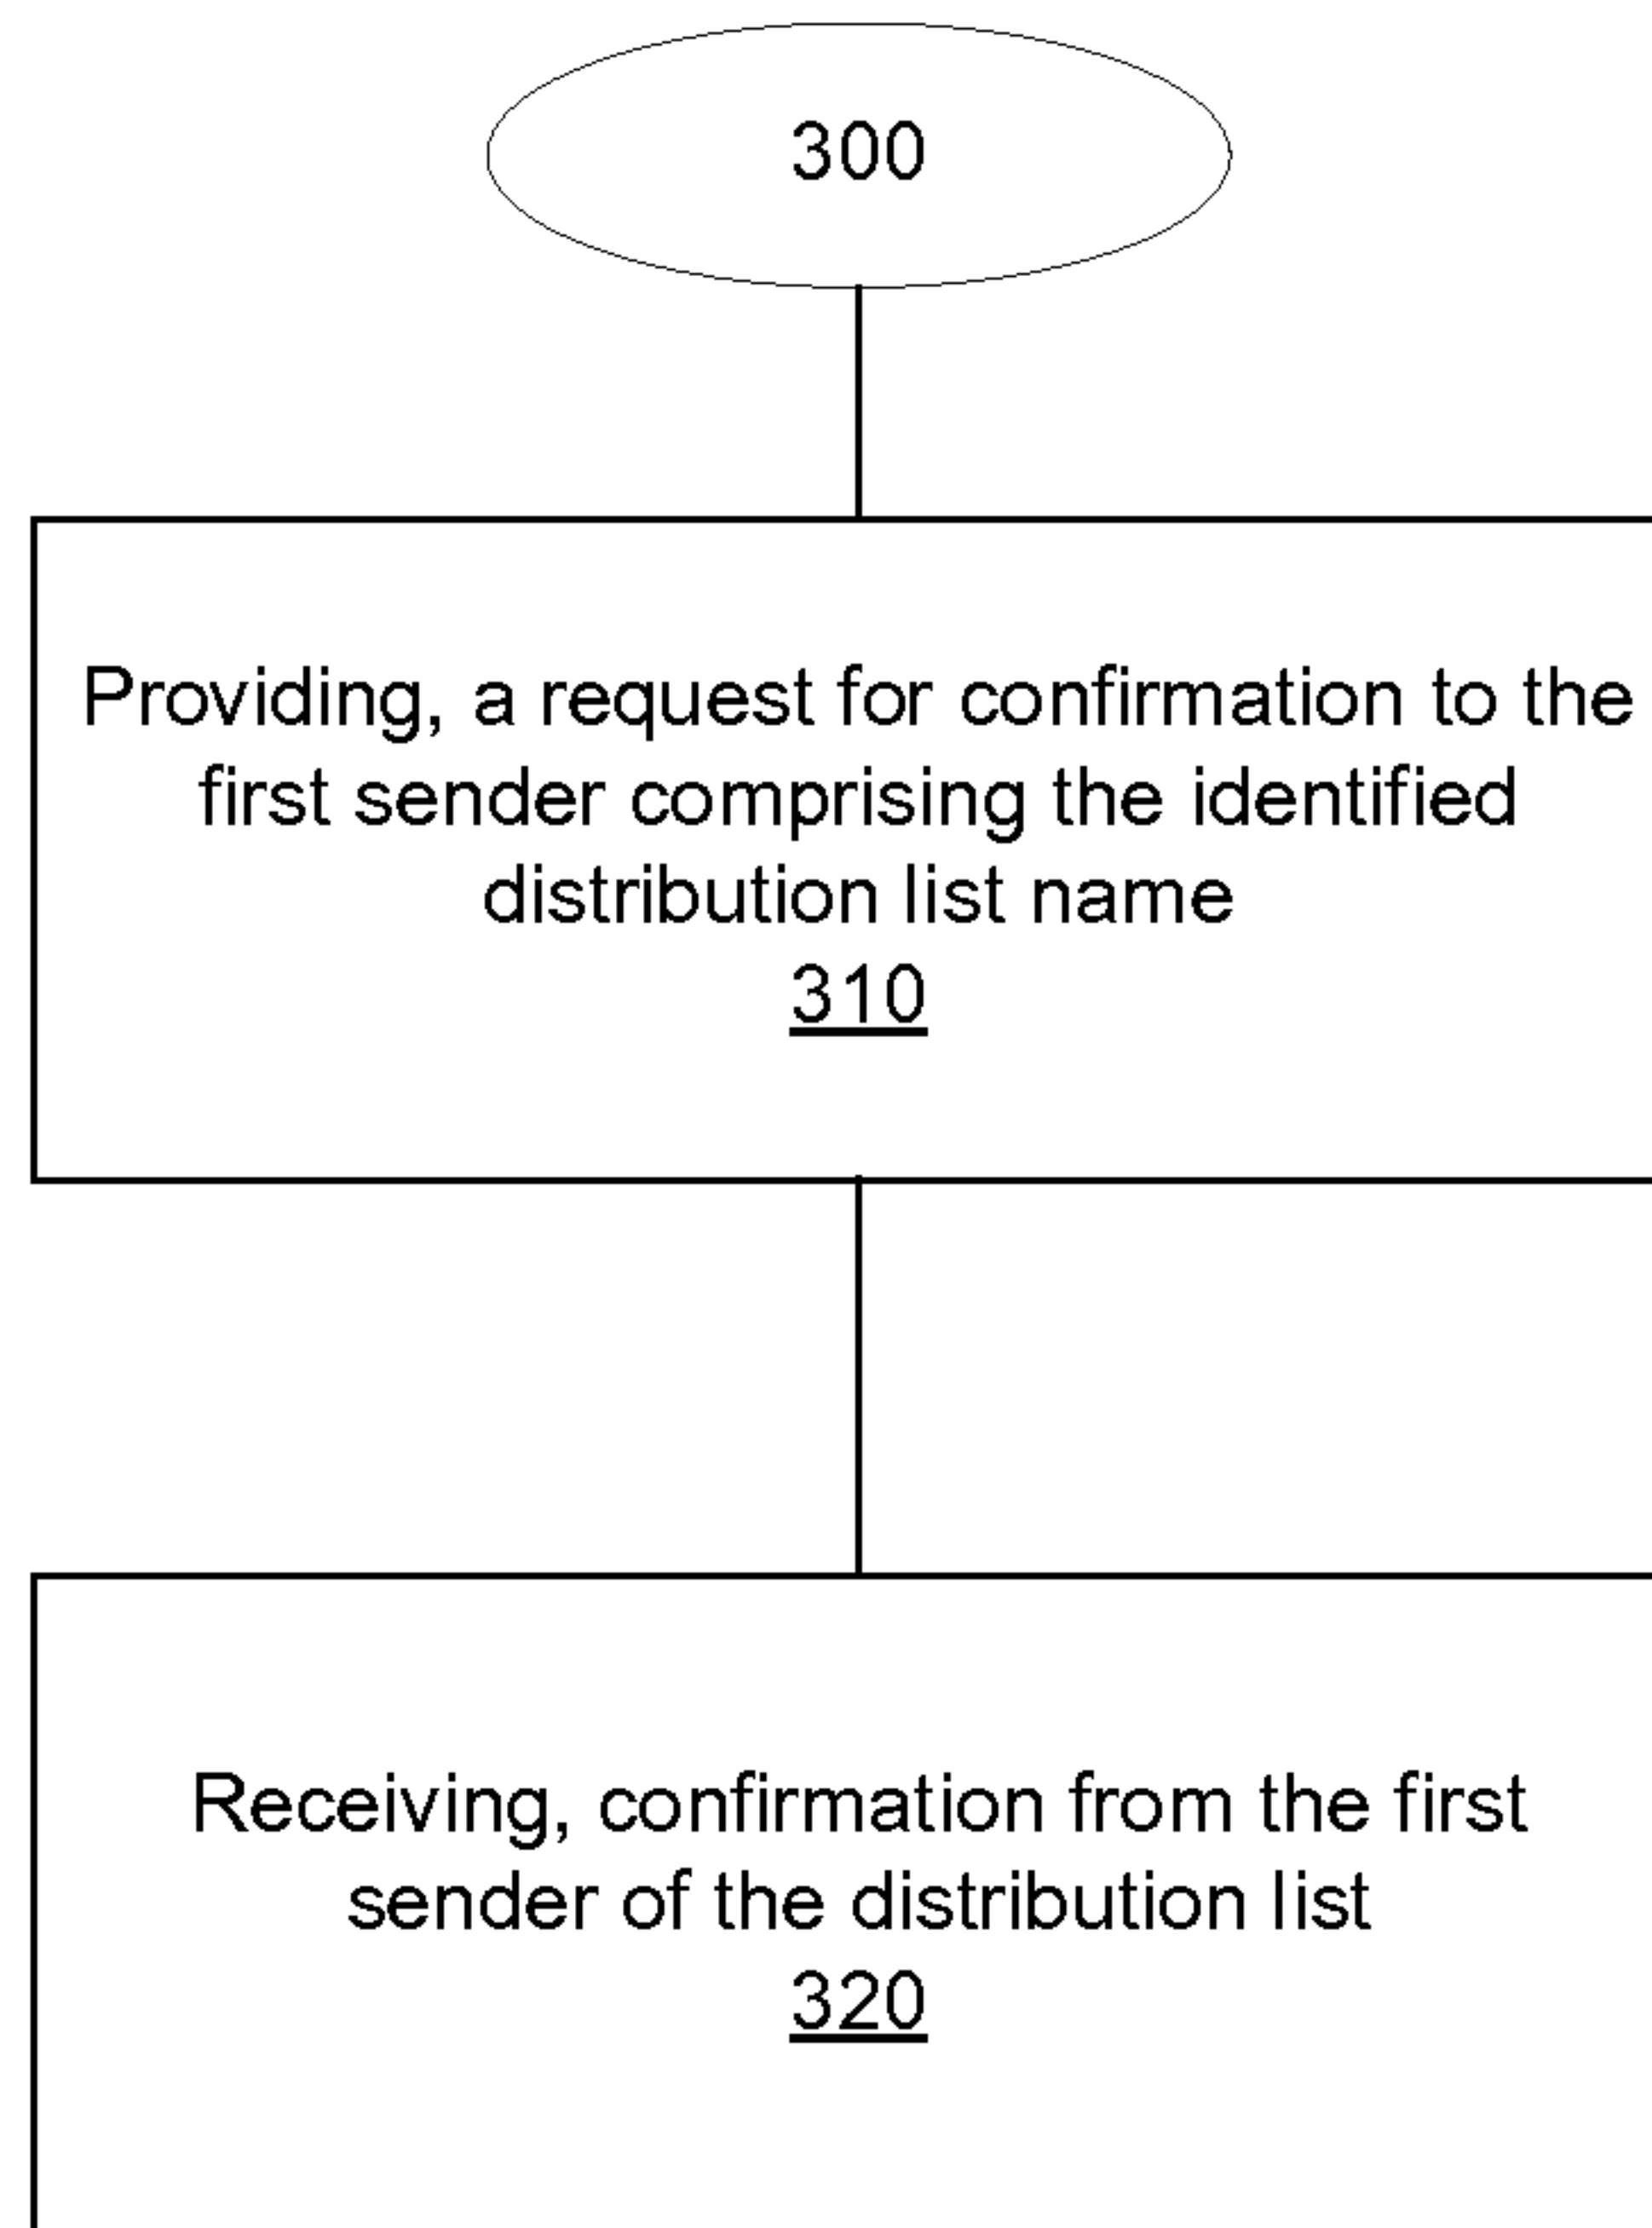 300
Providing, a request for confirmation to the
first sender comprising the identified
distribution list name
310
Receiving, confirmation from the first
sender of the distribution list
320